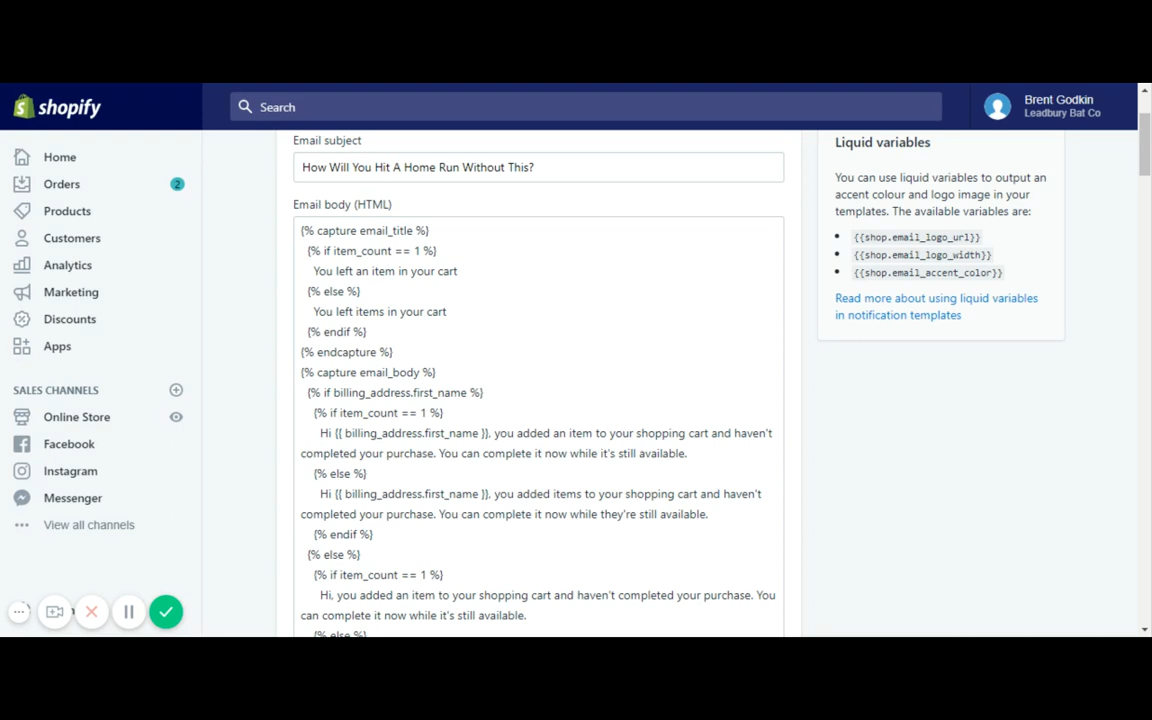 shopify
Search
Brent Godkin
Leadbury Bat Co
Home
Orders
2
Products
Customers
Analytics
Marketing
Discounts
Apps
SALES CHANNELS
Online Store
Facebook
Instagram
Messenger
View all channels
Email subject
How Will You Hit A Home Run Without This?
Email body (HTML)
{% capture email_title %}
{% if item_count == 1 %}
You left an item in your cart
{% else %}
You left items in your cart
{% endif %}
{% endcapture %}
{% capture email_body %}
{% if billing_address.first_name %}
{% if item_count == 1 %}
Hi {{ billing_address.first_name }}, you added an item to your shopping cart and haven't
completed your purchase. You can complete it now while it's still available.
{% else %}
Hi {{ billing_address.first_name }}, you added items to your shopping cart and haven't
completed your purchase. You can complete it now while they're still available.
{% endif %}
{% else %}
{% if item_count == 1 %}
Hi, you added an item to your shopping cart and haven't completed your purchase. You
can complete it now while it's still available.
{% else %}
Liquid variables
You can use liquid variables to output an
accent colour and logo image in your
templates. The available variables are:
{{shop.email_logo_url}}
{{shop.email_logo_width}}
{{shop.email_accent_color}}
Read more about using liquid variables
in notification templates